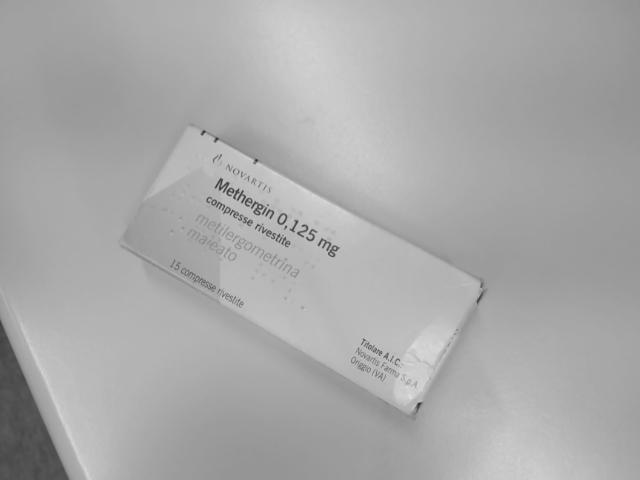 NOVARTIS
Methergin 0,125 mg
compresse rivestite
metilergometrina
maleato
15 compresse rivestite
Titolare A.I.C.:
Novartis Farma S.p.A.
Origgio (VA)